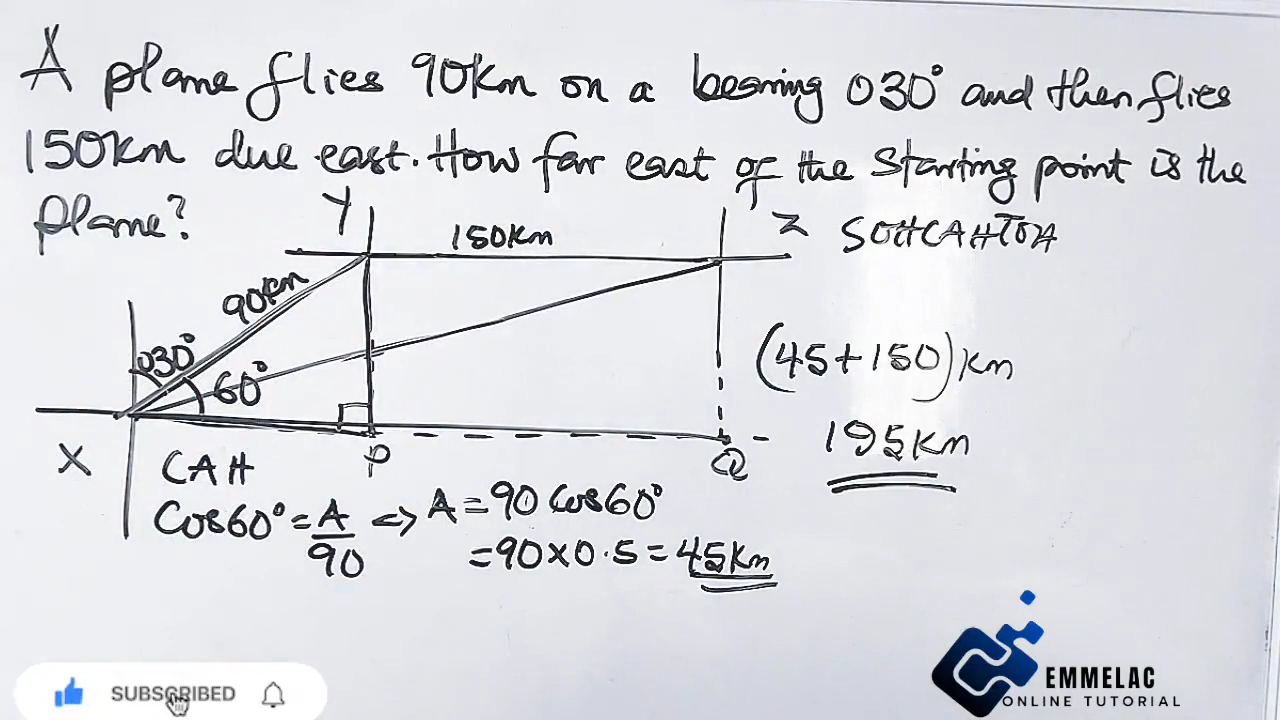 A plane flies 90km on a bearing 030° and then flies
150km due east. How far east of the starting point is the
plane?
Y
150km
Z
SOHCAHTOA
90km
030°
60°
(45+150)km
195km
X
P
Q
CAH
Cos60° = A/90 <=> A = 90 Cos60°
= 90 × 0.5 = 45km
SUBSCRIBED
EMMELAC
ONLINE TUTORIAL